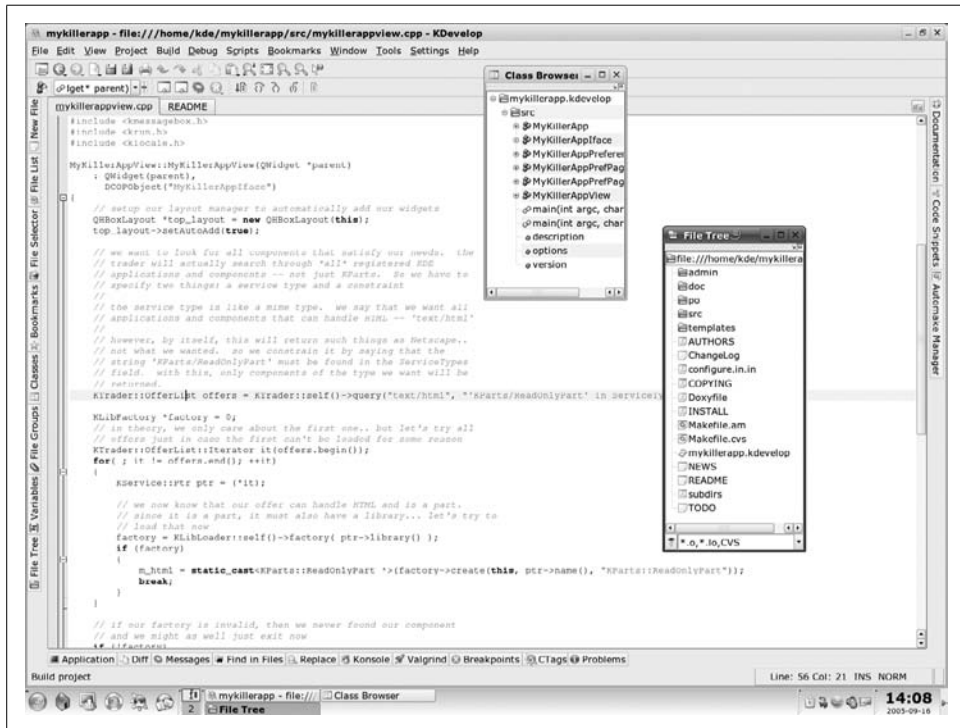 mykillerapp - file:///home/kde/mykillerapp/src/mykillerappview.cpp - KDevelop
File Edit View Project Build Debug Scripts Bookmarks Window Tools Settings Help
lget* parent)
mykillerappview.cpp README
#include <kmessagebox.h>
#include <krun.h>
#include <klocale.h>
MyKillerAppView::MyKillerAppView(QWidget *parent)
: QWidget(parent),
DCOPObject("MyKillerAppIface")
{
// setup our layout manager to automatically add our widgets
QHBoxLayout *top_layout = new QHBoxLayout(this);
top_layout->setAutoAdd(true);
// we want to look for all components that satisfy our needs. the
// trader will actually search through *all* registered KDE
// applications and components -- not just KParts. So we have to
// specify two things: a service type and a constraint
//
// the service type is like a mime type. we say that we want all
// applications and components that can handle HTML -- 'text/html'
//
// however, by itself, this will return such things as Netscape..
// not what we wanted. so we constrain it by saying that the
// string 'KParts/ReadOnlyPart' must be found in the ServiceTypes
// field. with this, only components of the type we want will be
// returned.
KTrader::OfferList offers = KTrader::self()->query("text/html", "'KParts/ReadOnlyPart' in ServiceTy
KLibFactory *factory = 0;
// in theory, we only care about the first one.. but let's try all
// offers just in case the first can't be loaded for some reason
KTrader::OfferList::Iterator it(offers.begin());
for( ; it != offers.end(); ++it)
{
KService::Ptr ptr = (*it);
// we now know that our offer can handle HTML and is a part.
// since it is a part, it must also have a library... let's try to
// load that now
factory = KLibLoader::self()->factory( ptr->library() );
if (factory)
{
m_html = static_cast<KParts::ReadOnlyPart *>(factory->create(this, ptr->name(), "KParts::ReadOnlyPart"));
break;
}
}
// if our factory is invalid, then we never found our component
// and we might as well just exit now
if (!factory)
New File
File List
File Selector
Bookmarks
Classes
File Groups
Variables
File Tree
Class Browser
mykillerapp.kdevelop
src
MyKillerApp
MyKillerAppIface
MyKillerAppPreferen
MyKillerAppPrefPag
MyKillerAppPrefPag
MyKillerAppView
main(int argc, char
main(int argc, char
description
options
version
File Tree
file:///home/kde/mykillera
admin
doc
po
src
templates
AUTHORS
ChangeLog
configure.in.in
COPYING
Doxyfile
INSTALL
Makefile.am
Makefile.cvs
mykillerapp.kdevelop
NEWS
README
subdirs
TODO
*.o,*.lo,CVS
Documentation
Code Snippets
Automake Manager
Application Diff Messages Find in Files Replace Konsole Valgrind Breakpoints CTags Problems
Build project Line: 56 Col: 21 INS NORM
2 mykillerapp - file:/// Class Browser
File Tree
14:08
2005-09-16